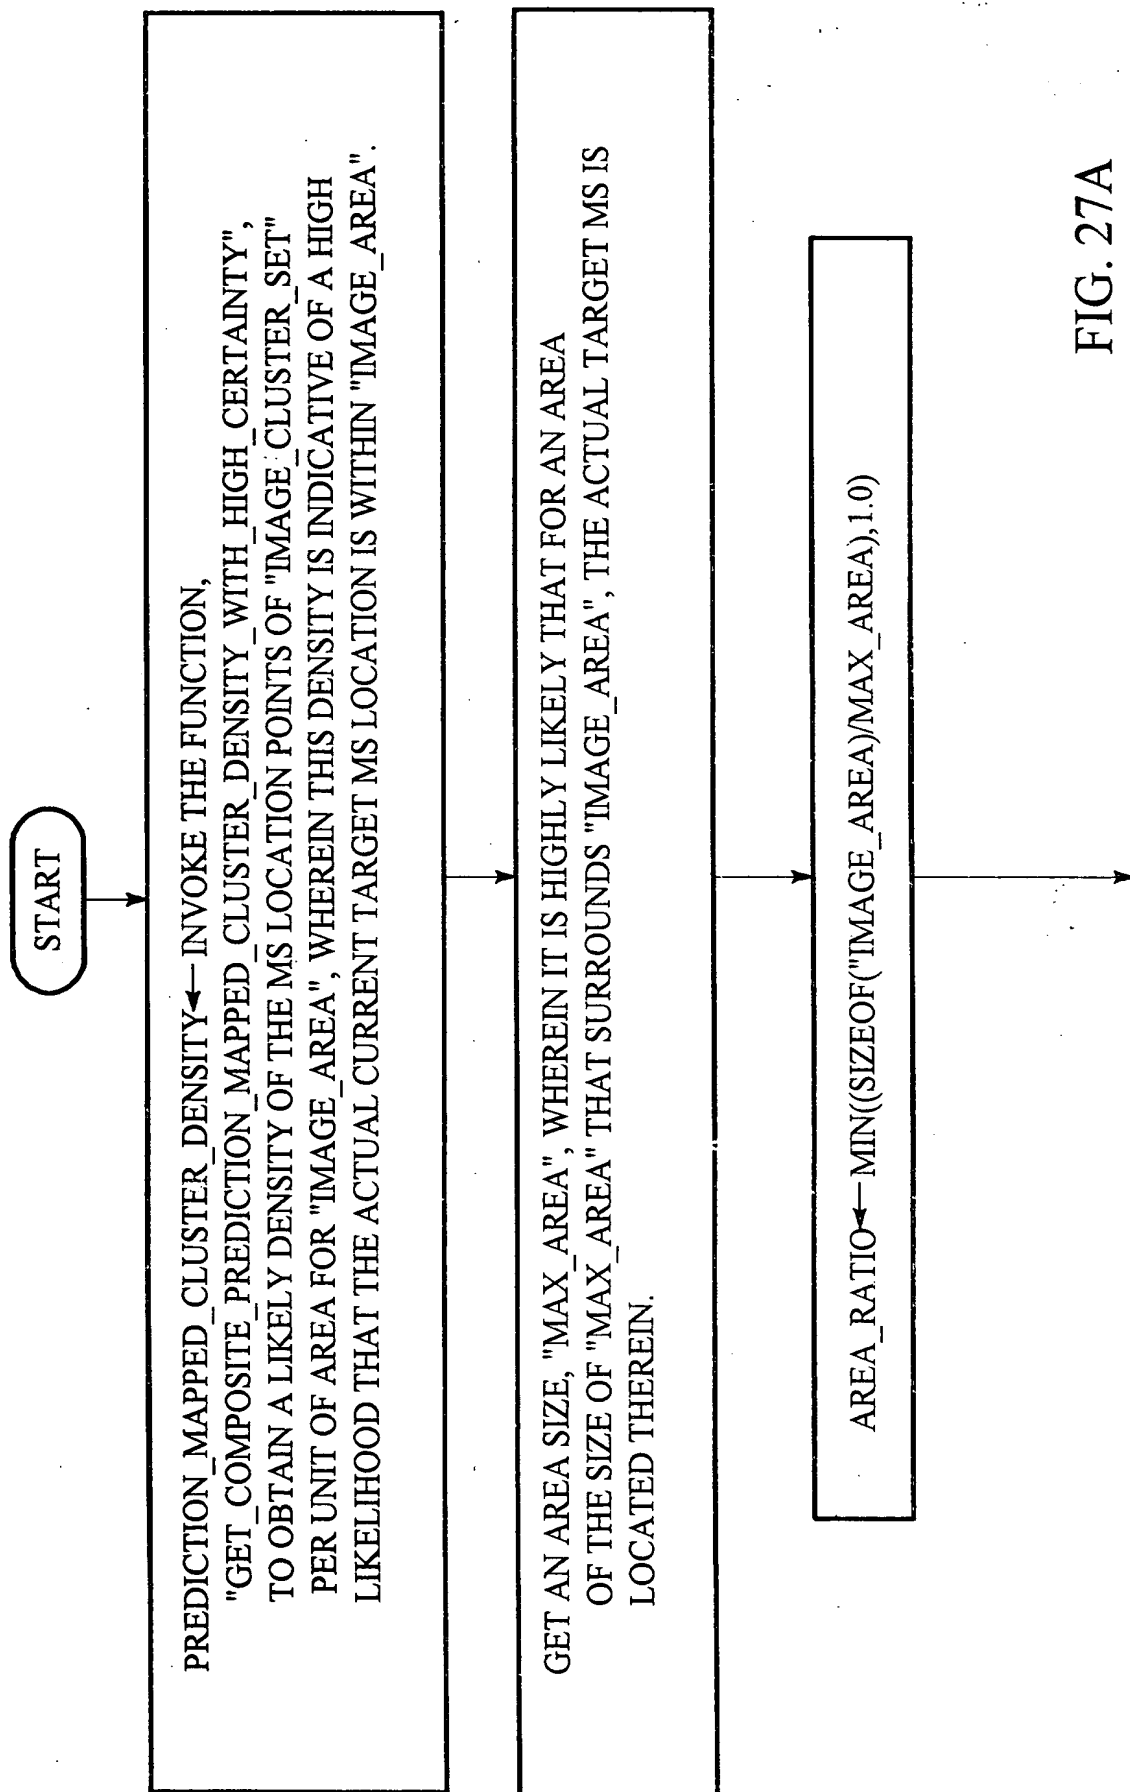 START
PREDICTION_MAPPED_CLUSTER_DENSITY← INVOKE THE FUNCTION,
"GET_COMPOSITE_PREDICTION_MAPPED_CLUSTER_DENSITY_WITH_HIGH_CERTAINTY",
TO OBTAIN A LIKELY DENSITY OF THE MS LOCATION POINTS OF "IMAGE_CLUSTER_SET"
PER UNIT OF AREA FOR "IMAGE_AREA", WHEREIN THIS DENSITY IS INDICATIVE OF A HIGH
LIKELIHOOD THAT THE ACTUAL CURRENT TARGET MS LOCATION IS WITHIN "IMAGE_AREA".
GET AN AREA SIZE, "MAX_AREA", WHEREIN IT IS HIGHLY LIKELY THAT FOR AN AREA
OF THE SIZE OF "MAX_AREA" THAT SURROUNDS "IMAGE_AREA", THE ACTUAL TARGET MS IS
LOCATED THEREIN.
AREA_RATIO← MIN((SIZEOF("IMAGE_AREA)/MAX_AREA),1.0)
FIG. 27A